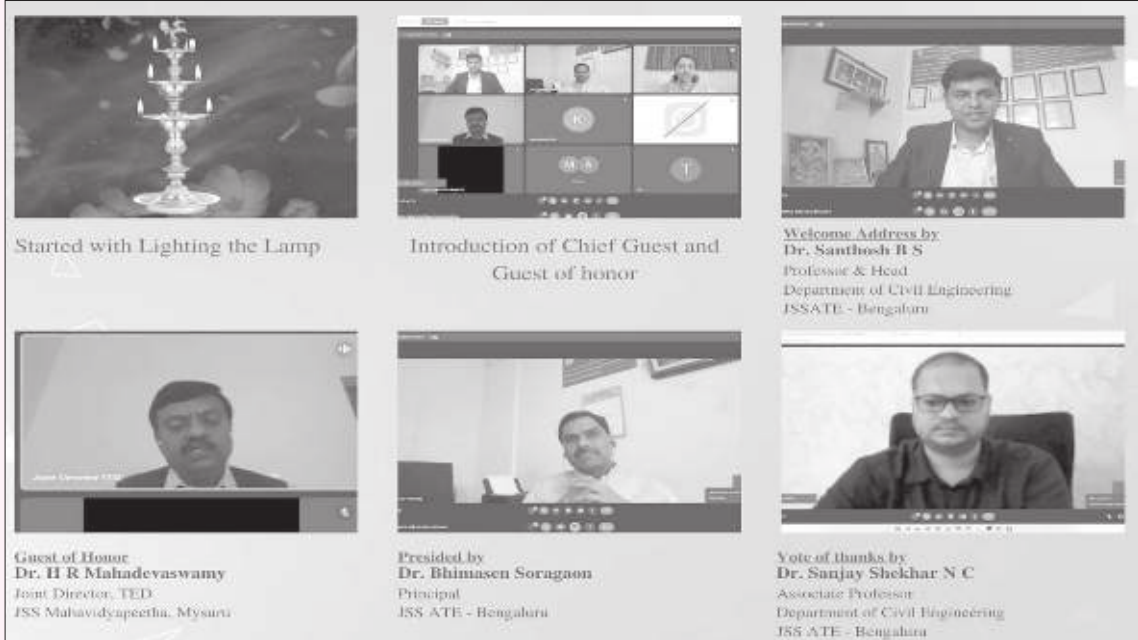 Started with Lighting the Lamp
Introduction of Chief Guest and
Guest of honor
Welcome Address by
Dr. Santhosh B S
Professor & Head
Department of Civil Engineering
JSSATE - Bengaluru
K
M
T
Guest of Honor
Dr. H R Mahadevaswamy
Joint Director, TED
JSS Mahavidyapeetha, Mysuru
Presided by
Dr. Bhimasen Soragaon
Principal
JSS ATE - Bengaluru
Vote of thanks by
Dr. Sanjay Shekhar N C
Associate Professor
Department of Civil Engineering
JSS ATE - Bengaluru